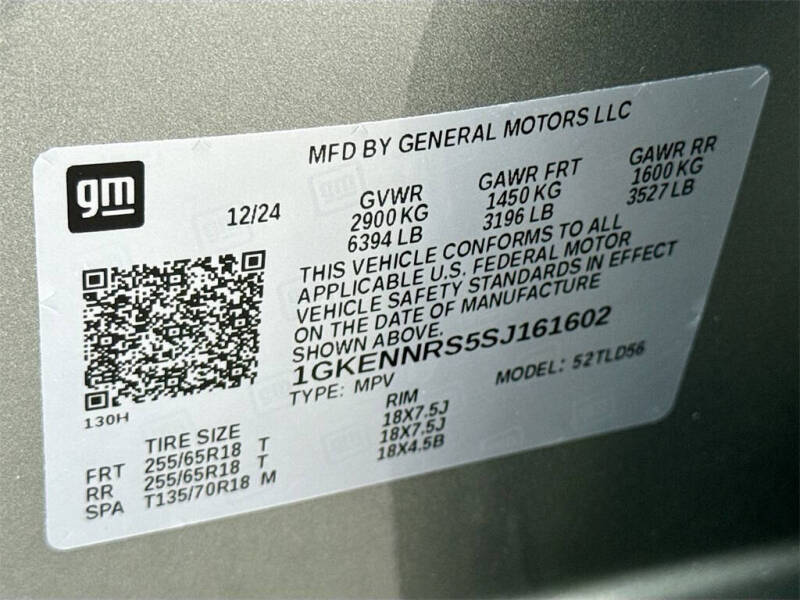 MFD BY GENERAL MOTORS LLC
gm
12/24
GVWR
2900 KG
6394 LB
GAWR FRT
1450 KG
3196 LB
GAWR RR
1600 KG
3527 LB
THIS VEHICLE CONFORMS TO ALL
APPLICABLE U.S. FEDERAL MOTOR
VEHICLE SAFETY STANDARDS IN EFFECT
ON THE DATE OF MANUFACTURE
SHOWN ABOVE.
1GKENNRS5SJ161602
TYPE: MPV
MODEL: 52TLD56
130H
TIRE SIZE
RIM
FRT 255/65R18 T 18X7.5J
RR 255/65R18 T 18X7.5J
SPA T135/70R18 M 18X4.5B